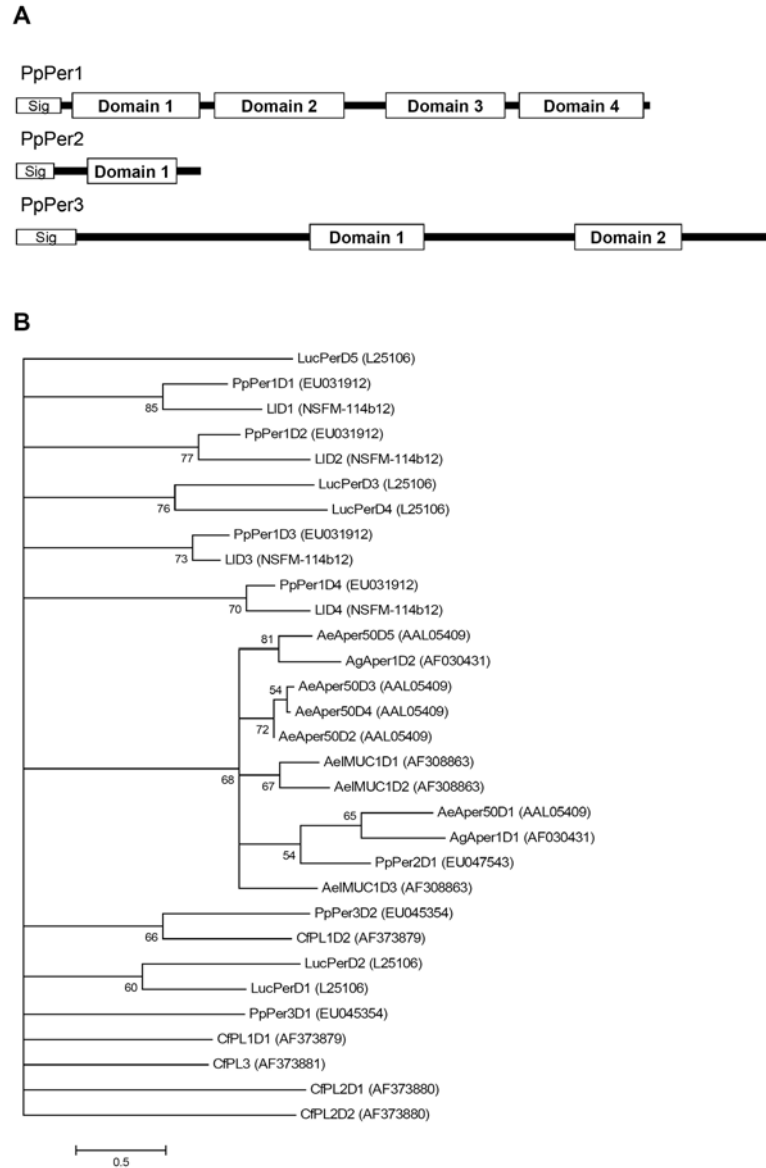 A
PpPer1
Sig Domain 1 Domain 2 Domain 3 Domain 4
PpPer2
Sig Domain 1
PpPer3
Sig Domain 1 Domain 2
B
LucPerD5 (L25106)
PpPer1D1 (EU031912)
85
LID1 (NSFM-114b12)
PpPer1D2 (EU031912)
77
LID2 (NSFM-114b12)
LucPerD3 (L25106)
76
LucPerD4 (L25106)
PpPer1D3 (EU031912)
73
LID3 (NSFM-114b12)
PpPer1D4 (EU031912)
70
LID4 (NSFM-114b12)
81
AeAper50D5 (AAL05409)
AgAper1D2 (AF030431)
54
AeAper50D3 (AAL05409)
AeAper50D4 (AAL05409)
72
AeAper50D2 (AAL05409)
AeIMUC1D1 (AF308863)
68
67
AeIMUC1D2 (AF308863)
65
AeAper50D1 (AAL05409)
AgAper1D1 (AF030431)
54
PpPer2D1 (EU047543)
AeIMUC1D3 (AF308863)
PpPer3D2 (EU045354)
66
CfPL1D2 (AF373879)
LucPerD2 (L25106)
60
LucPerD1 (L25106)
PpPer3D1 (EU045354)
CfPL1D1 (AF373879)
CfPL3 (AF373881)
CfPL2D1 (AF373880)
CfPL2D2 (AF373880)
0.5